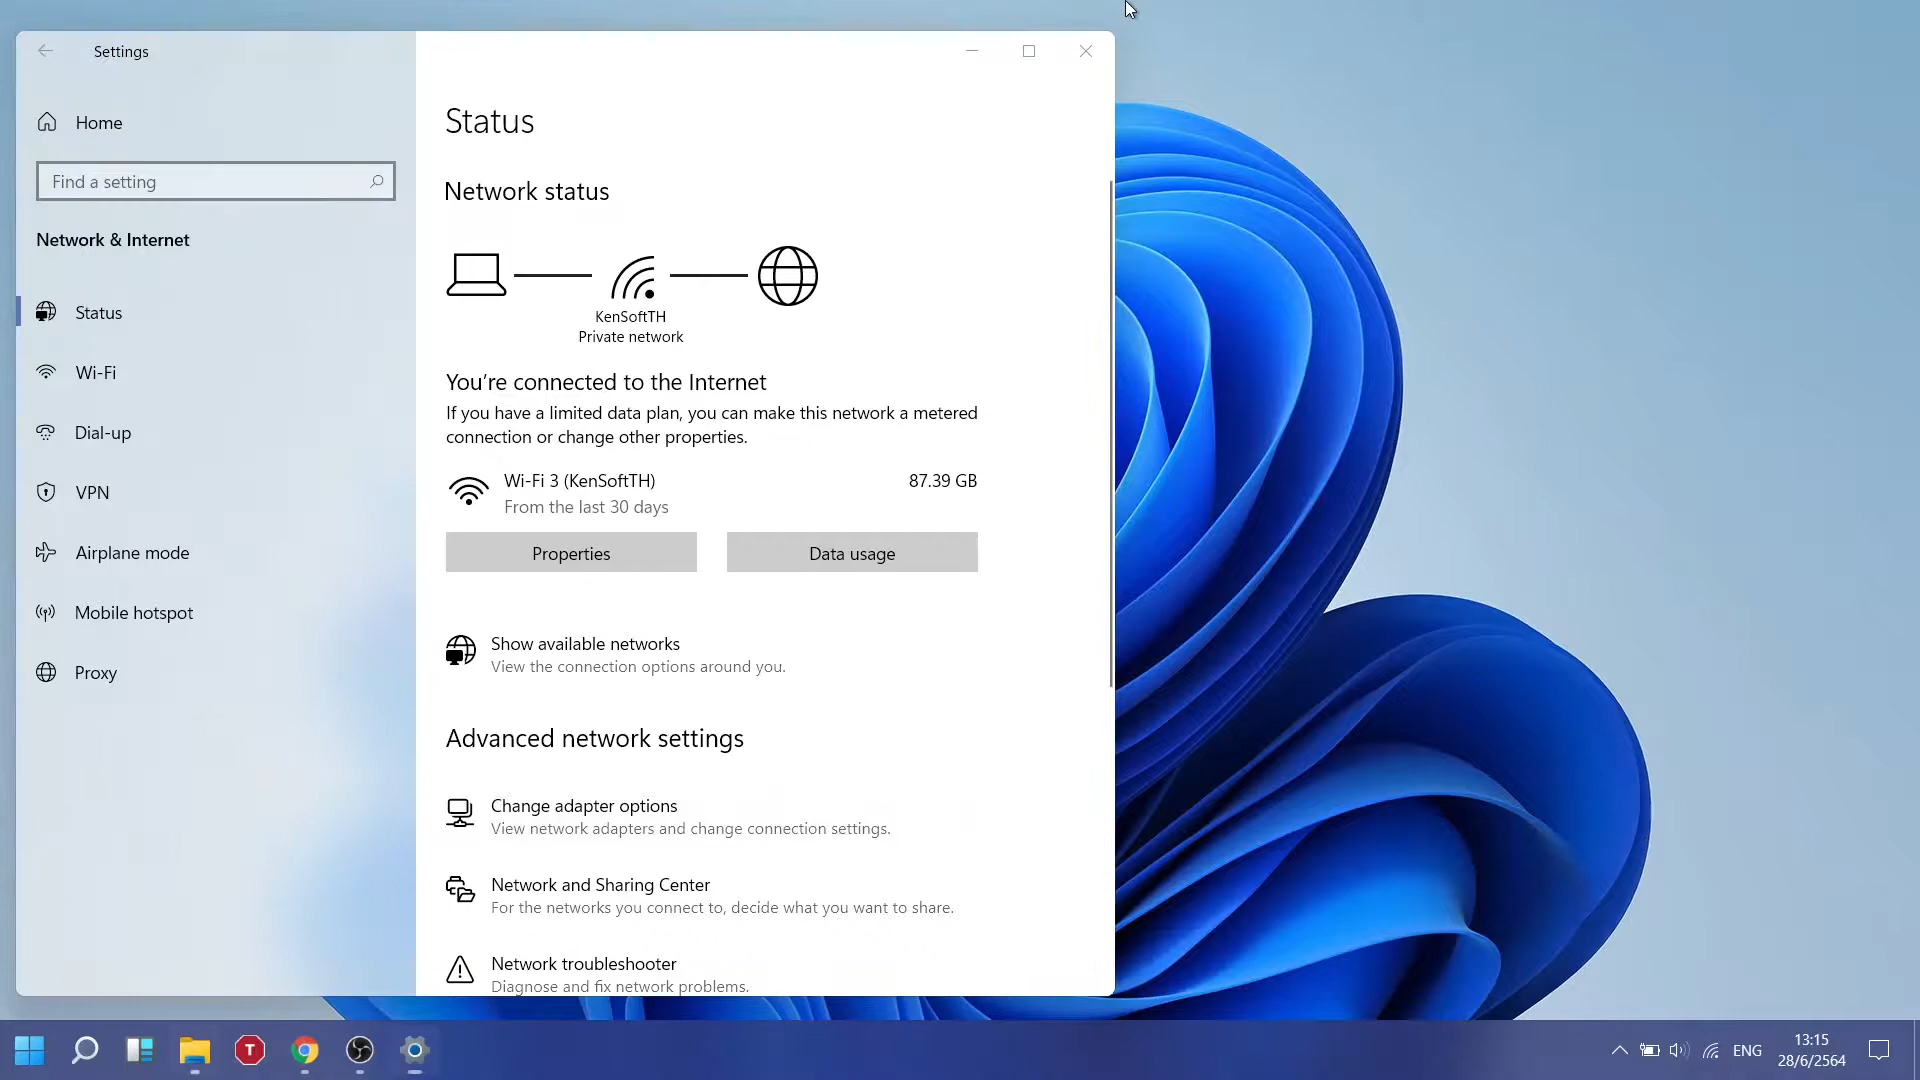 Settings
Home
Find a setting
Network & Internet
Status
Wi-Fi
Dial-up
VPN
Airplane mode
Mobile hotspot
Proxy
Status
Network status
KenSoftTH
Private network
You're connected to the Internet
If you have a limited data plan, you can make this network a metered
connection or change other properties.
Wi-Fi 3 (KenSoftTH)
87.39 GB
From the last 30 days
Properties
Data usage
Show available networks
View the connection options around you.
Advanced network settings
Change adapter options
View network adapters and change connection settings.
Network and Sharing Center
For the networks you connect to, decide what you want to share.
Network troubleshooter
Diagnose and fix network problems.
T
ENG
13:15
28/6/2564